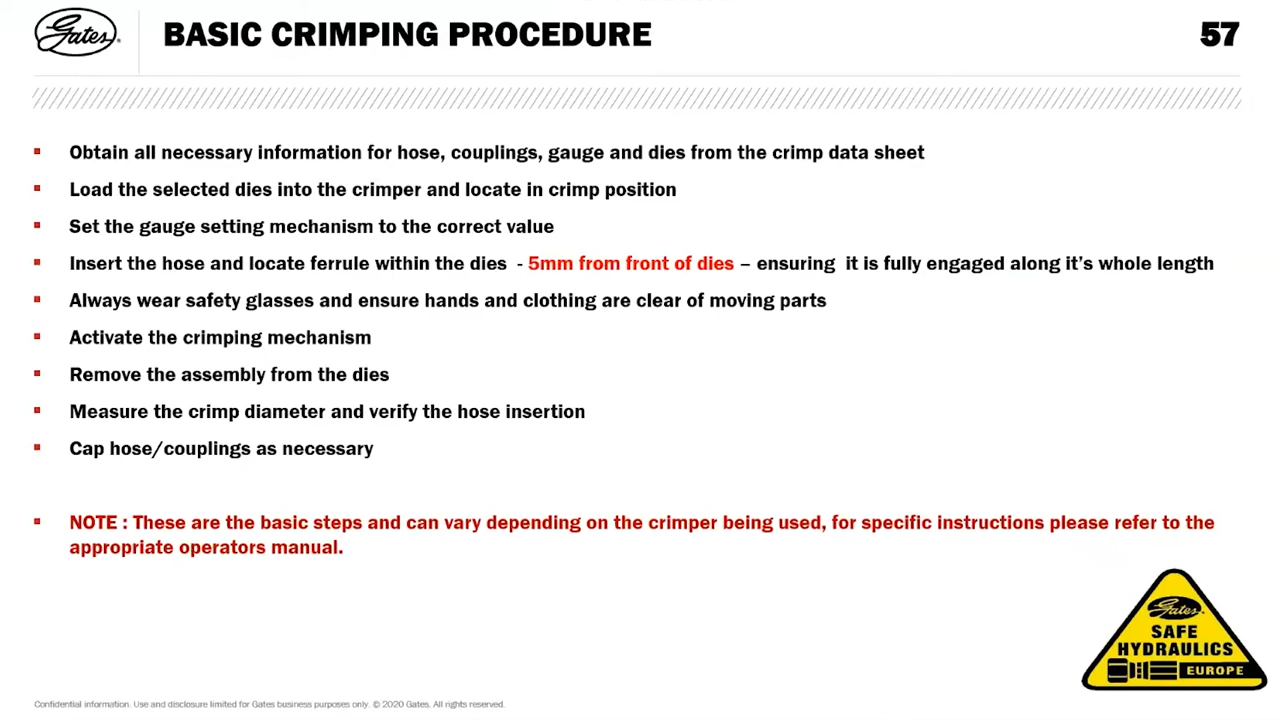 Gates
BASIC CRIMPING PROCEDURE
57
Obtain all necessary information for hose, couplings, gauge and dies from the crimp data sheet
Load the selected dies into the crimper and locate in crimp position
Set the gauge setting mechanism to the correct value
Insert the hose and locate ferrule within the dies - 5mm from front of dies – ensuring it is fully engaged along it’s whole length
Always wear safety glasses and ensure hands and clothing are clear of moving parts
Activate the crimping mechanism
Remove the assembly from the dies
Measure the crimp diameter and verify the hose insertion
Cap hose/couplings as necessary
NOTE : These are the basic steps and can vary depending on the crimper being used, for specific instructions please refer to the
appropriate operators manual.
Gates
SAFE
HYDRAULICS
EUROPE
Confidential information. Use and disclosure limited for Gates business purposes only. © 2020 Gates. All rights reserved.